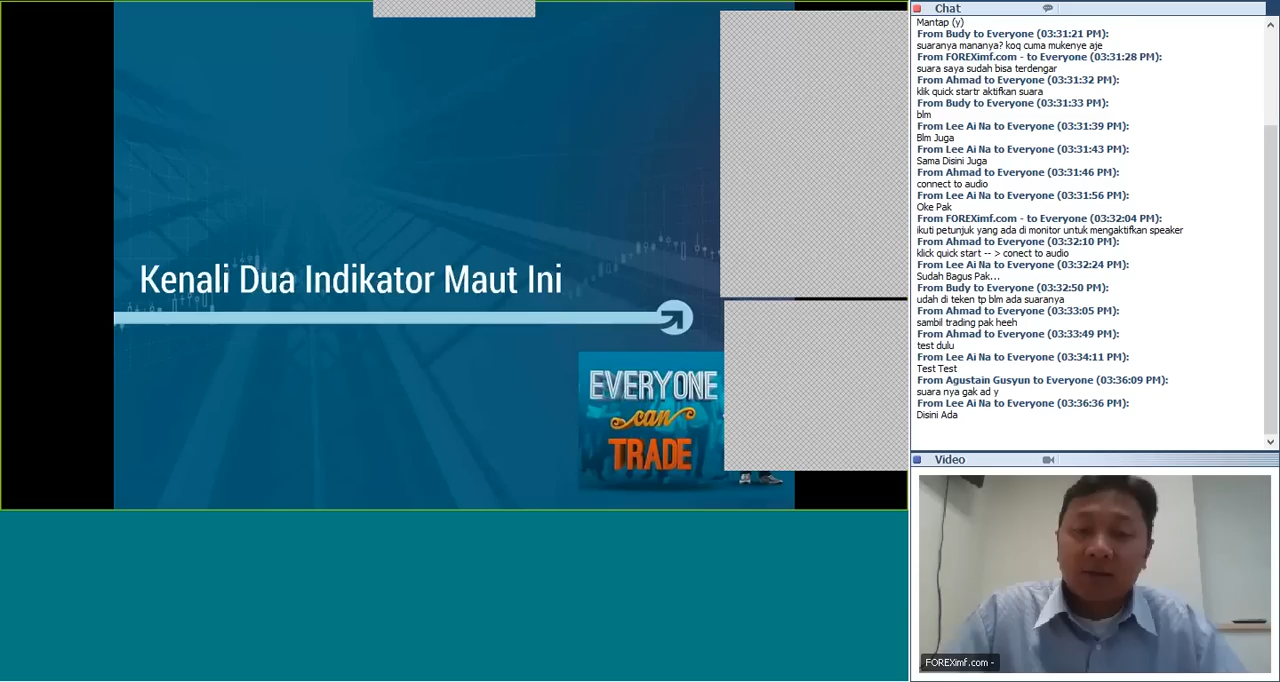 Kenali Dua Indikator Maut Ini
EVERYONE
can
TRADE
Chat
Mantap (y)
From Budy to Everyone (03:31:21 PM):
suaranya mananya? koq cuma mukenye aje
From FOREXimf.com - to Everyone (03:31:28 PM):
suara saya sudah bisa terdengar
From Ahmad to Everyone (03:31:32 PM):
klik quick startr aktifkan suara
From Budy to Everyone (03:31:33 PM):
blm
From Lee Ai Na to Everyone (03:31:39 PM):
Blm Juga
From Lee Ai Na to Everyone (03:31:43 PM):
Sama Disini Juga
From Ahmad to Everyone (03:31:46 PM):
connect to audio
From Lee Ai Na to Everyone (03:31:56 PM):
Oke Pak
From FOREXimf.com - to Everyone (03:32:04 PM):
ikuti petunjuk yang ada di monitor untuk mengaktifkan speaker
From Ahmad to Everyone (03:32:10 PM):
klick quick start -- > conect to audio
From Lee Ai Na to Everyone (03:32:24 PM):
Sudah Bagus Pak...
From Budy to Everyone (03:32:50 PM):
udah di teken tp blm ada suaranya
From Ahmad to Everyone (03:33:05 PM):
sambil trading pak heeh
From Ahmad to Everyone (03:33:49 PM):
test dulu
From Lee Ai Na to Everyone (03:34:11 PM):
Test Test
From Agustain Gusyun to Everyone (03:36:09 PM):
suara nya gak ad y
From Lee Ai Na to Everyone (03:36:36 PM):
Disini Ada
Video
FOREXimf.com -